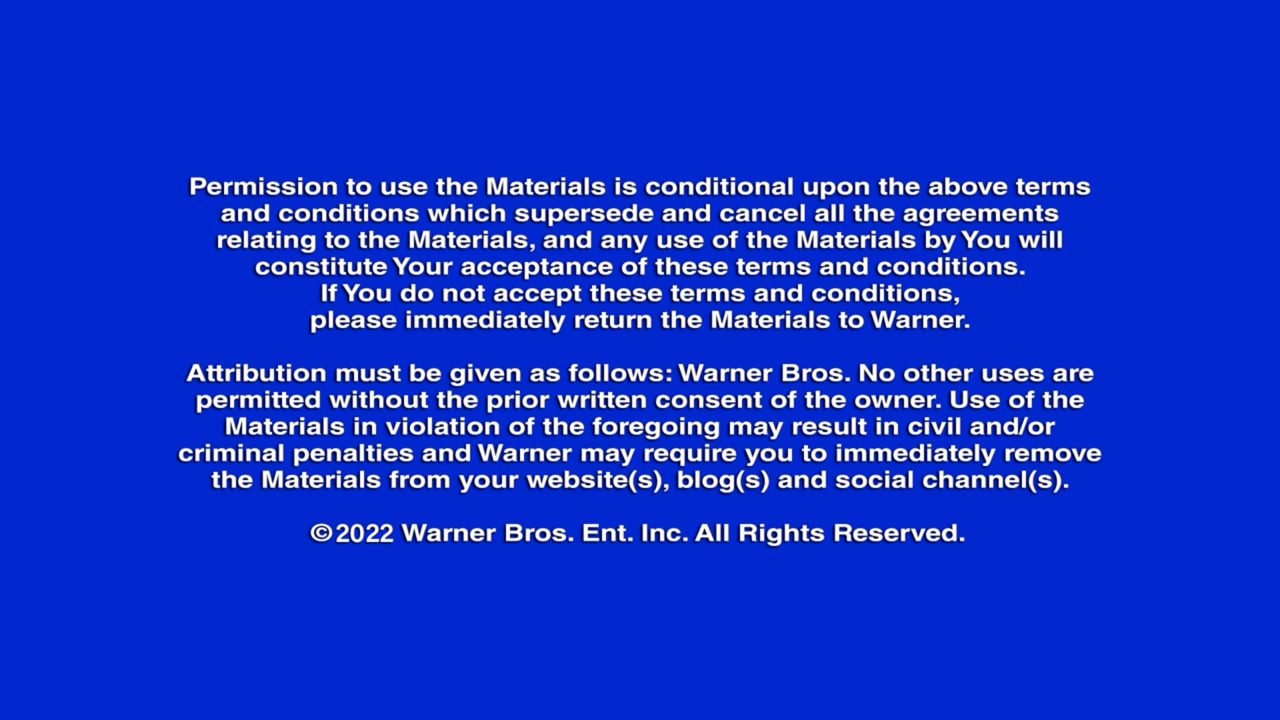 Permission to use the Materials is conditional upon the above terms
and conditions which supersede and cancel all the agreements
relating to the Materials, and any use of the Materials by You will
constitute Your acceptance of these terms and conditions.
If You do not accept these terms and conditions,
please immediately return the Materials to Warner.
Attribution must be given as follows: Warner Bros. No other uses are
permitted without the prior written consent of the owner. Use of the
Materials in violation of the foregoing may result in civil and/or
criminal penalties and Warner may require you to immediately remove
the Materials from your website(s), blog(s) and social channel(s).
©2022 Warner Bros. Ent. Inc. All Rights Reserved.